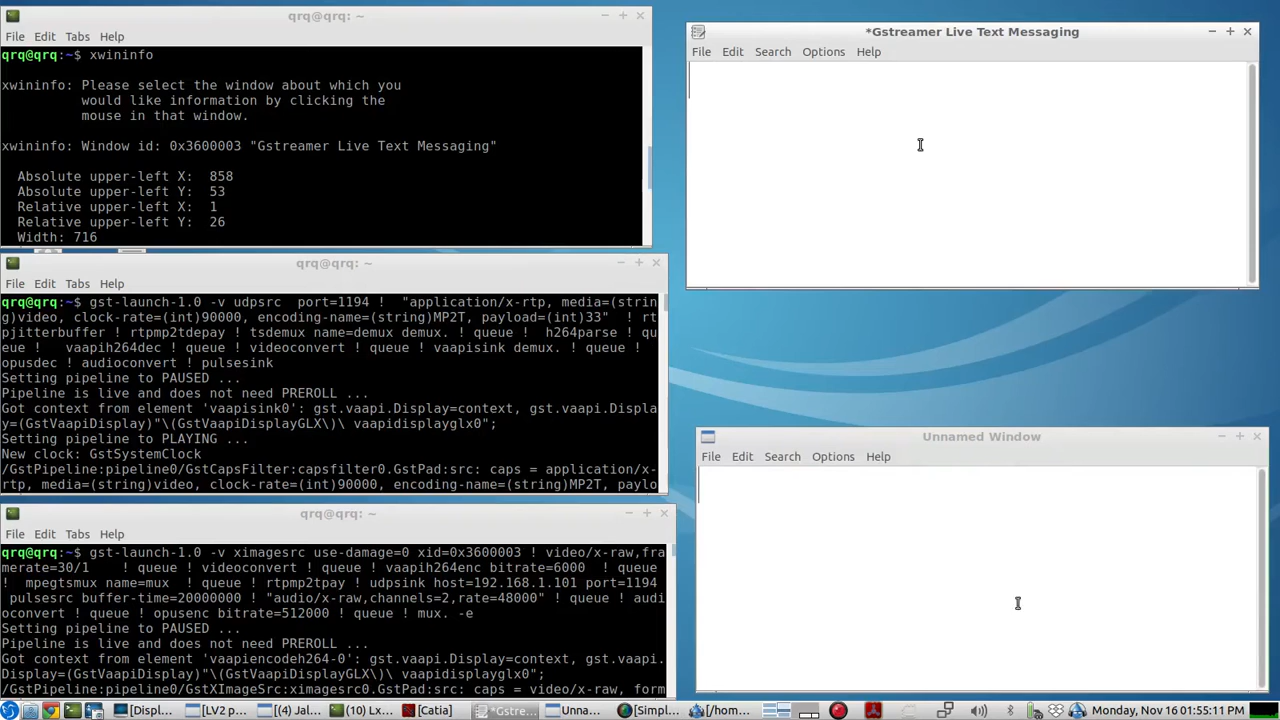 qrq@qrq: ~
File Edit Tabs Help
qrq@qrq:~$ xwininfo
xwininfo: Please select the window about which you
would like information by clicking the
mouse in that window.
xwininfo: Window id: 0x3600003 "Gstreamer Live Text Messaging"
Absolute upper-left X: 858
Absolute upper-left Y: 53
Relative upper-left X: 1
Relative upper-left Y: 26
Width: 716
qrq@qrq: ~
File Edit Tabs Help
qrq@qrq:~$ gst-launch-1.0 -v udpsrc port=1194 ! "application/x-rtp, media=(strin
g)video, clock-rate=(int)90000, encoding-name=(string)MP2T, payload=(int)33" ! rt
pjitterbuffer ! rtpmp2tdepay ! tsdemux name=demux demux. ! queue ! h264parse ! qu
eue ! vaapih264dec ! queue ! videoconvert ! queue ! vaapisink demux. ! queue !
opusdec ! audioconvert ! pulsesink
Setting pipeline to PAUSED ...
Pipeline is live and does not need PREROLL ...
Got context from element 'vaapisink0': gst.vaapi.Display=context, gst.vaapi.Displa
y=(GstVaapiDisplay)"\(GstVaapiDisplayGLX\)\ vaapidisplayglx0";
Setting pipeline to PLAYING ...
New clock: GstSystemClock
/GstPipeline:pipeline0/GstCapsFilter:capsfilter0.GstPad:src: caps = application/x-
rtp, media=(string)video, clock-rate=(int)90000, encoding-name=(string)MP2T, paylo
qrq@qrq: ~
File Edit Tabs Help
qrq@qrq:~$ gst-launch-1.0 -v ximagesrc use-damage=0 xid=0x3600003 ! video/x-raw,fra
merate=30/1 ! queue ! videoconvert ! queue ! vaapih264enc bitrate=6000 ! queue
! mpegtsmux name=mux ! queue ! rtpmp2tpay ! udpsink host=192.168.1.101 port=1194
pulsesrc buffer-time=20000000 ! "audio/x-raw,channels=2,rate=48000" ! queue ! audi
oconvert ! queue ! opusenc bitrate=512000 ! queue ! mux. -e
Setting pipeline to PAUSED ...
Pipeline is live and does not need PREROLL ...
Got context from element 'vaapiencodeh264-0': gst.vaapi.Display=context, gst.vaapi.
Display=(GstVaapiDisplay)"\(GstVaapiDisplayGLX\)\ vaapidisplayglx0";
/GstPipeline:pipeline0/GstXImageSrc:ximagesrc0.GstPad:src: caps = video/x-raw, form
*Gstreamer Live Text Messaging
File Edit Search Options Help
Unnamed Window
File Edit Search Options Help
[Displ... [LV2 p... [(4) Jal... (10) Lx... [Catia] *Gstre... Unna... [Simpl... [/hom... Monday, Nov 16 01:55:11 PM